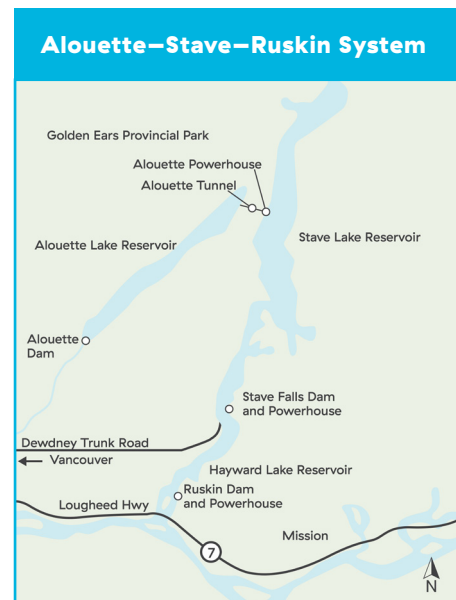 Alouette–Stave–Ruskin System
Golden Ears Provincial Park
Alouette Powerhouse
Alouette Tunnel
Alouette Lake Reservoir
Stave Lake Reservoir
Alouette
Dam
Stave Falls Dam
and Powerhouse
Dewdney Trunk Road
Vancouver
Hayward Lake Reservoir
Ruskin Dam
and Powerhouse
Lougheed Hwy
Mission
7
N